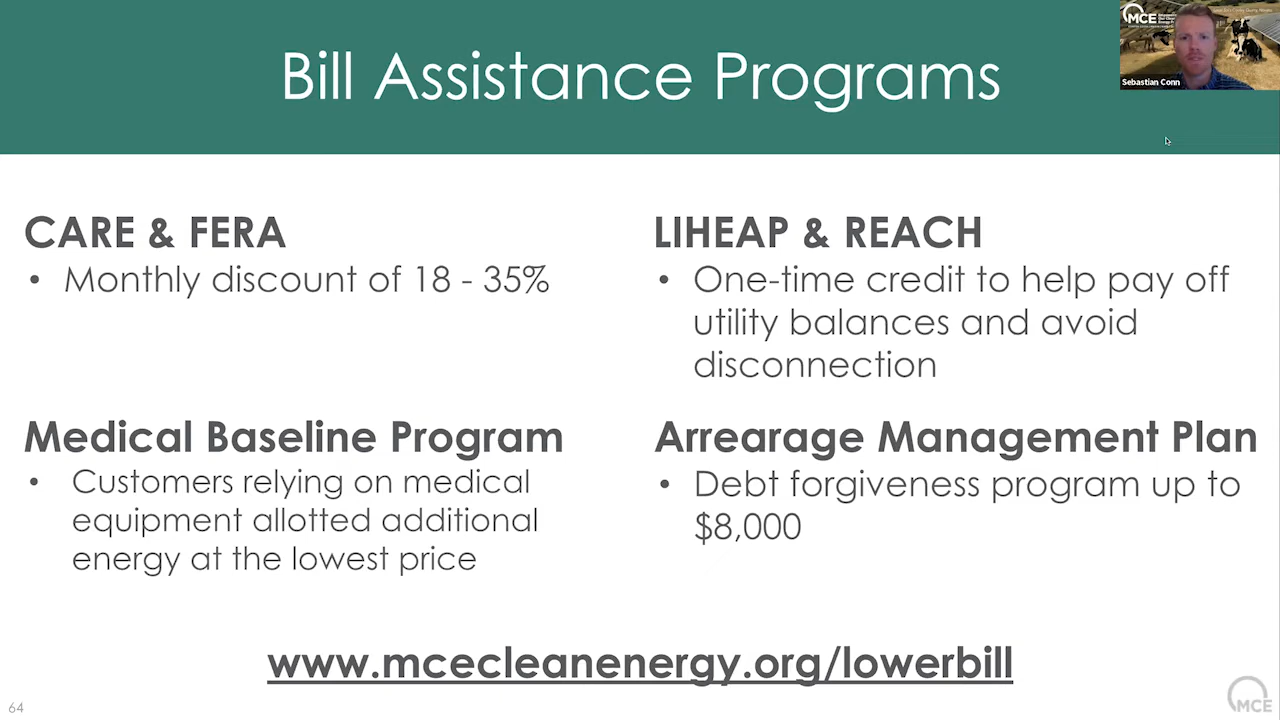 Bill Assistance Programs
MCE
Sebastian Conn
CARE & FERA
• Monthly discount of 18 - 35%
LIHEAP & REACH
• One-time credit to help pay off
utility balances and avoid
disconnection
Medical Baseline Program
• Customers relying on medical
equipment allotted additional
energy at the lowest price
Arrearage Management Plan
• Debt forgiveness program up to
$8,000
www.mcecleanenergy.org/lowerbill
64
MCE